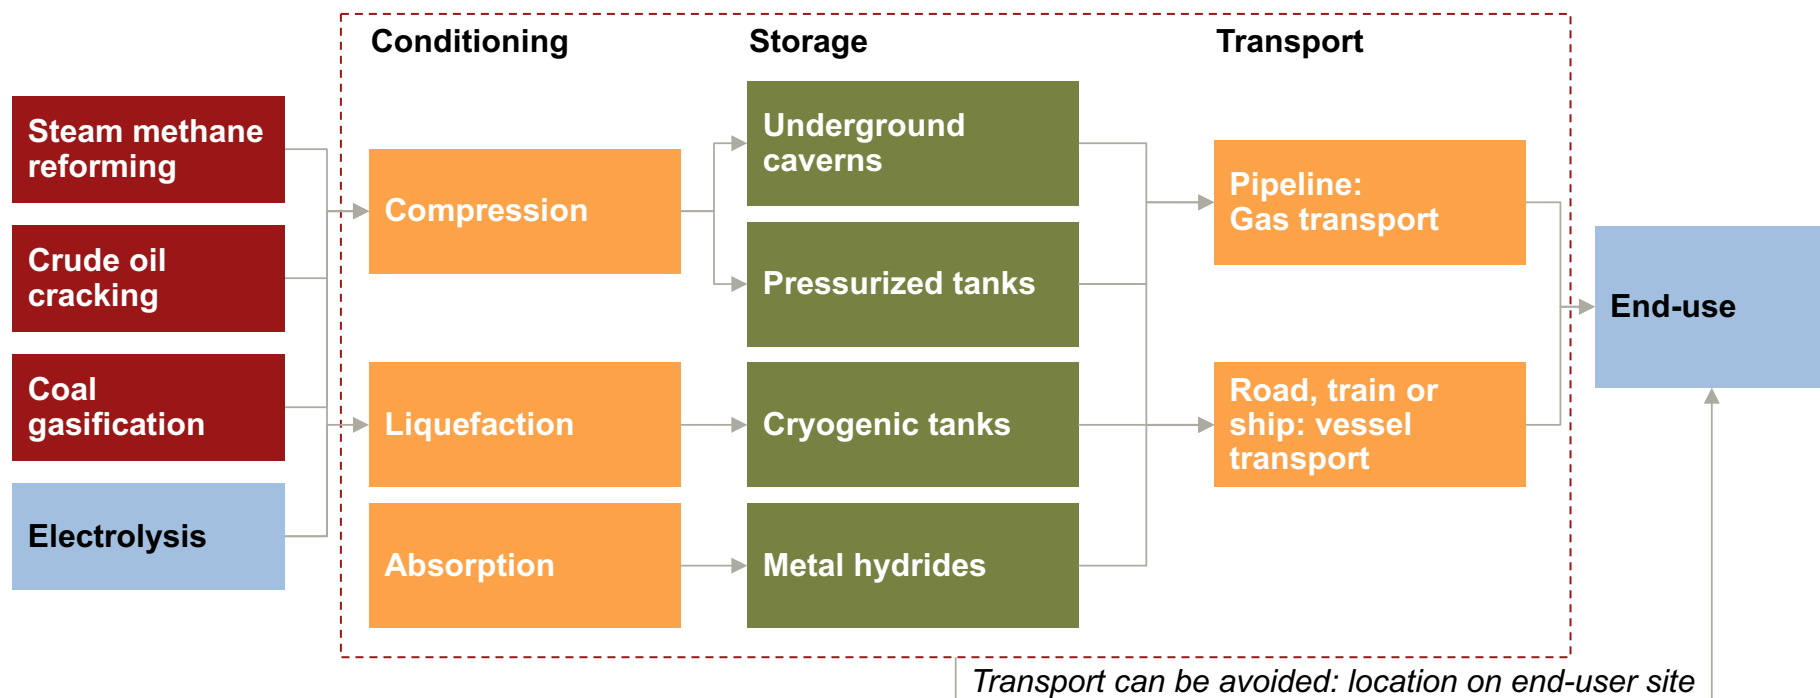 Conditioning
Storage
Transport
Steam methane
reforming
Crude oil
cracking
Coal
gasification
Electrolysis
Compression
Liquefaction
Absorption
Underground
caverns
Pressurized tanks
Cryogenic tanks
Metal hydrides
Pipeline:
Gas transport
Road, train or
ship: vessel
transport
End-use
Transport can be avoided: location on end-user site